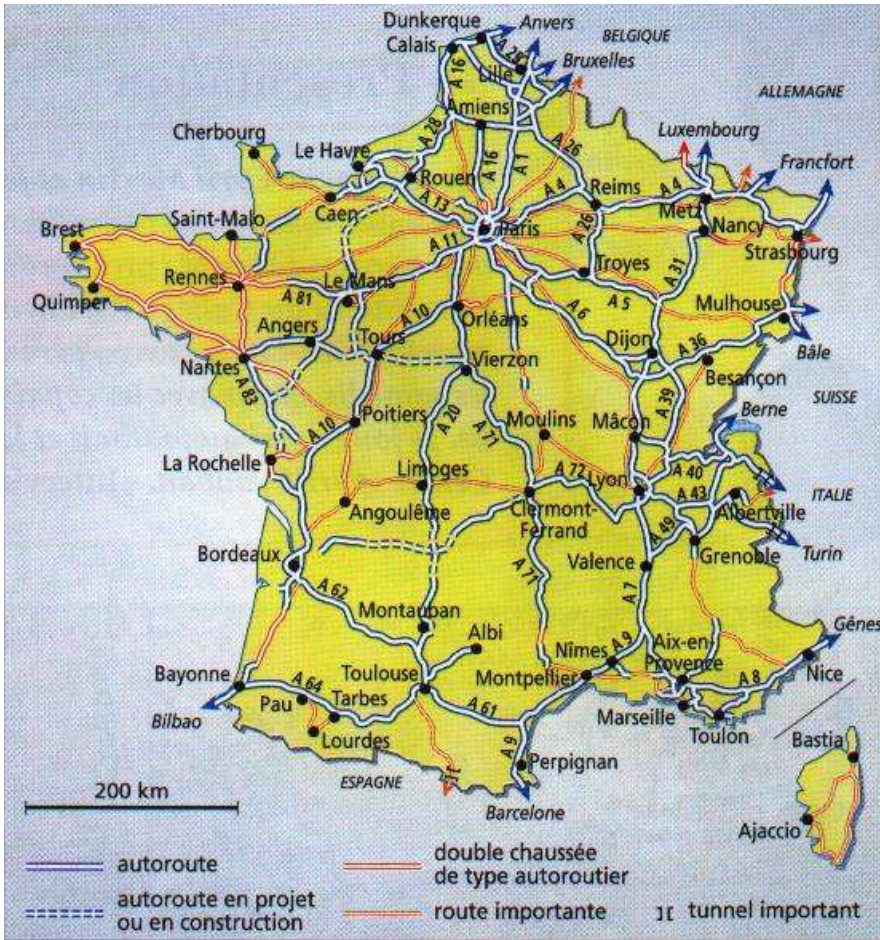 Dunkerque
Anvers
Calais
BELGIQUE
A 16
A 25
Lille
Bruxelles
ALLEMAGNE
Amiens
Cherbourg
A 28
Luxembourg
Le Havre
A 16
A 1
A 26
Francfort
Rouen
Reims
A 4
A 4
Metz
Caen
A 13
Saint-Malo
Brest
A 26
Paris
Nancy
A 11
Strasbourg
Rennes
Troyes
A 31
Quimper
A 81
Le Mans
A 5
Mulhouse
Angers
A 10
Orléans
A 6
Tours
Dijon
A 36
Bâle
Nantes
Vierzon
Besançon
A 83
SUISSE
A 10
Poitiers
A 20
A 71
Moulins
Mâcon
A 39
Berne
La Rochelle
Limoges
A 72
Lyon
A 40
A 43
ITALIE
Angoulême
Clermont-
Ferrand
Albertville
A 49
Bordeaux
Valence
Grenoble
Turin
A 71
A 7
A 62
Montauban
Albi
Gênes
Nîmes
A 9
Aix-en-
Provence
Bayonne
Toulouse
Montpellier
A 8
Nice
A 64
Pau
Tarbes
A 61
Marseille
Bilbao
Toulon
Lourdes
A 9
Bastia
ESPAGNE
Perpignan
200 km
Barcelone
Ajaccio
autoroute
double chaussée
de type autoroutier
autoroute en projet
ou en construction
route importante
tunnel important